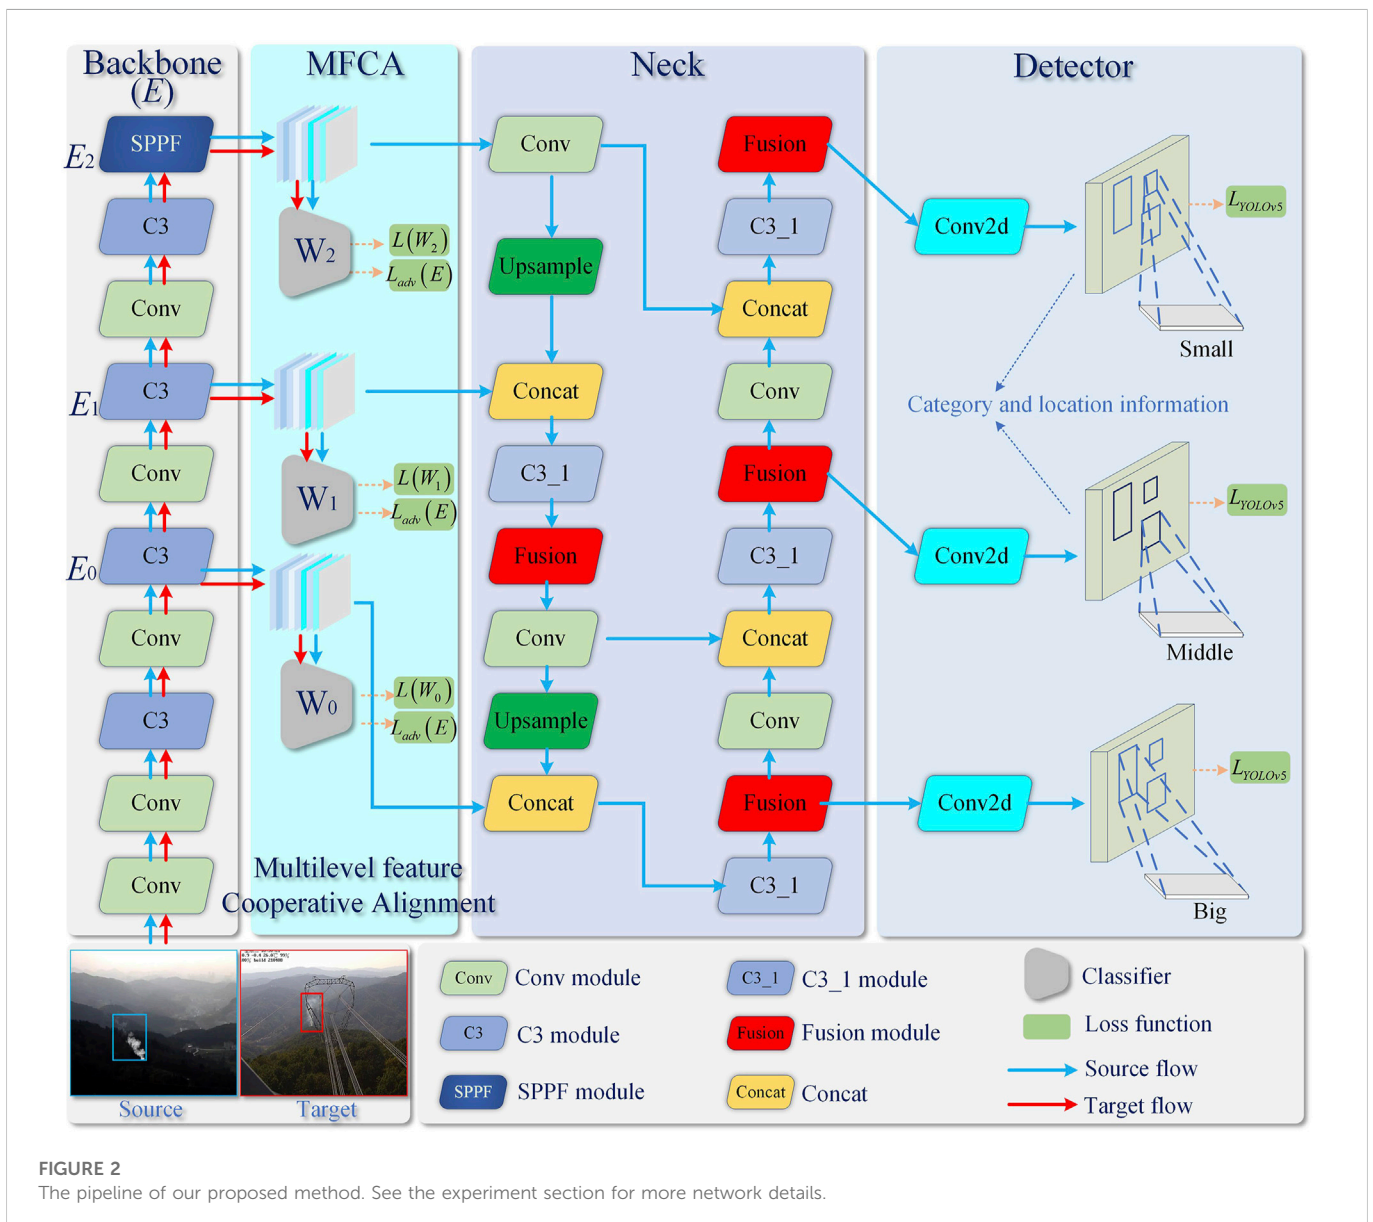 Backbone
(E)
MFCA
Neck
Detector
E2
SPPF
C3
Conv
E1
C3
Conv
E0
C3
Conv
C3
Conv
Conv
W2
L(W2)
Ladv(E)
W1
L(W1)
Ladv(E)
W0
L(W0)
Ladv(E)
Multilevel feature
Cooperative Alignment
Conv
Upsample
Concat
C3_1
Fusion
Conv
Upsample
Concat
Fusion
C3_1
Concat
Conv
Fusion
C3_1
Concat
Conv
Fusion
C3_1
Conv2d
LYOLOv5
Small
Category and location information
Conv2d
LYOLOv5
Middle
Conv2d
LYOLOv5
Big
Source
Target
Conv
Conv module
C3
C3 module
SPPF
SPPF module
C3_1
C3_1 module
Fusion
Fusion module
Concat
Concat
Classifier
Loss function
Source flow
Target flow
FIGURE 2
The pipeline of our proposed method. See the experiment section for more network details.